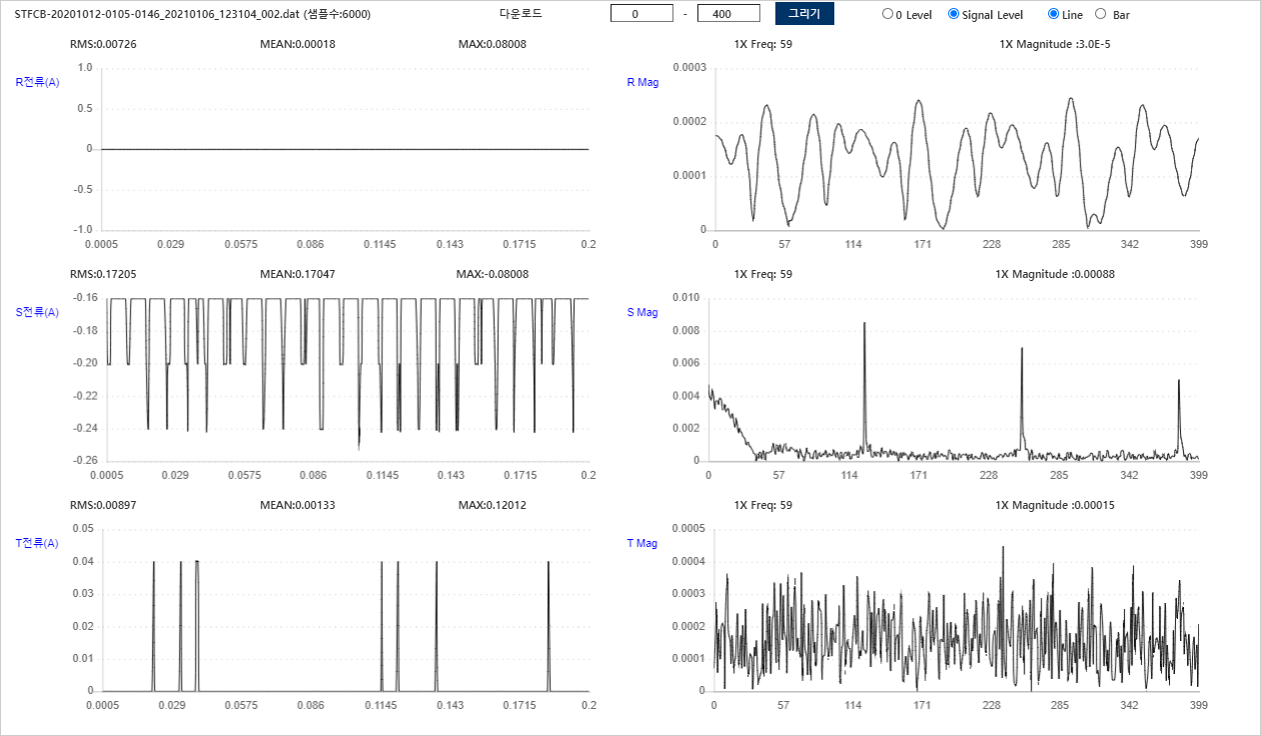 STFCB-20201012-0105-0146_20210106_123104_002.dat (샘플수:6000) 다운로드 0 - 400 그리기 0 Level Signal Level Line Bar
RMS:0.00726 MEAN:0.00018 MAX:0.08008
R전류(A)
1.0
0.5
0
-0.5
-1.0
0.0005 0.029 0.0575 0.086 0.1145 0.143 0.1715 0.2
1X Freq: 59 1X Magnitude :3.0E-5
R Mag
0.0003
0.0002
0.0001
0
0 57 114 171 228 285 342 399
RMS:0.17205 MEAN:0.17047 MAX:-0.08008
S전류(A)
-0.16
-0.18
-0.20
-0.22
-0.24
-0.26
0.0005 0.029 0.0575 0.086 0.1145 0.143 0.1715 0.2
1X Freq: 59 1X Magnitude :0.00088
S Mag
0.010
0.008
0.006
0.004
0.002
0
0 57 114 171 228 285 342 399
RMS:0.00897 MEAN:0.00133 MAX:0.12012
T전류(A)
0.05
0.04
0.03
0.02
0.01
0
0.0005 0.029 0.0575 0.086 0.1145 0.143 0.1715 0.2
1X Freq: 59 1X Magnitude :0.00015
T Mag
0.0005
0.0004
0.0003
0.0002
0.0001
0
0 57 114 171 228 285 342 399